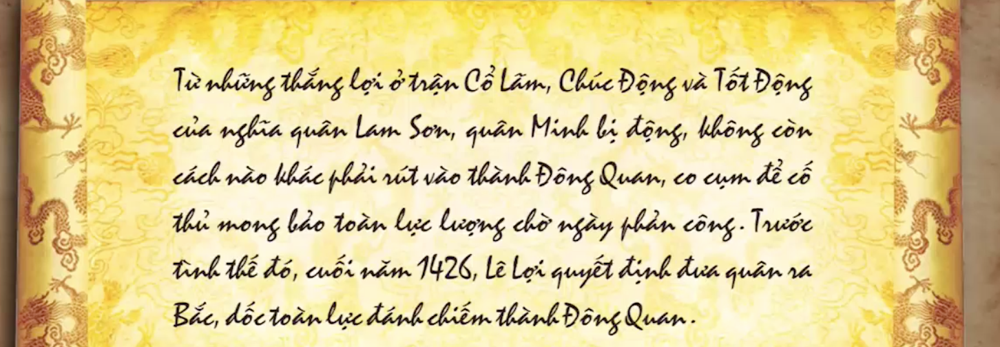 Từ những thắng lợi ở trận Cổ Lãm, Chúc Động và Tốt Động
của nghĩa quân Lam Sơn, quân Minh bị động, không còn
cách nào khác phải rút vào thành Đông Quan, co cụm để cố
thủ mong bảo toàn lực lượng chờ ngày phản công. Trước
tình thế đó, cuối năm 1426, Lê Lợi quyết định đưa quân ra
Bắc, dốc toàn lực đánh chiếm thành Đông Quan.